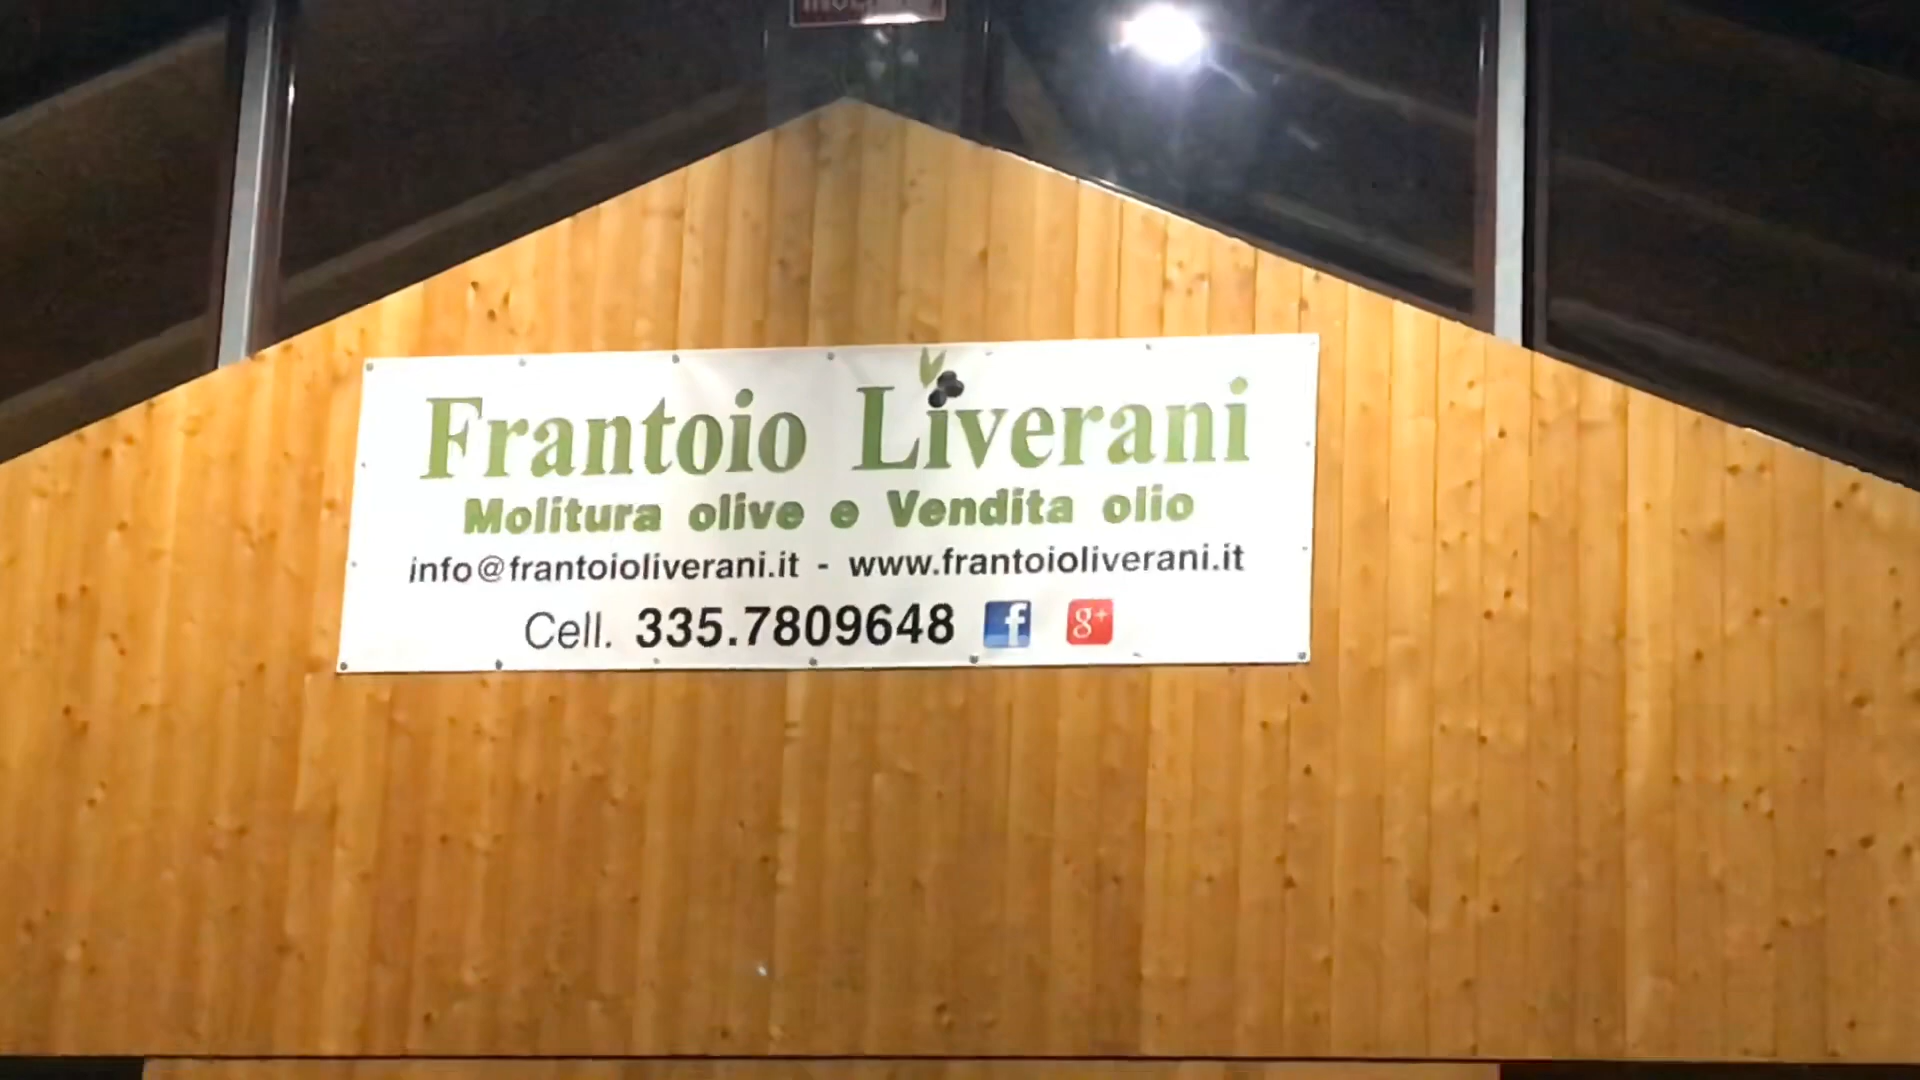 Frantoio Liverani
Molitura olive e Vendita olio
info@frantoioliverani.it - www.frantoioliverani.it
Cell. 335.7809648 f g+